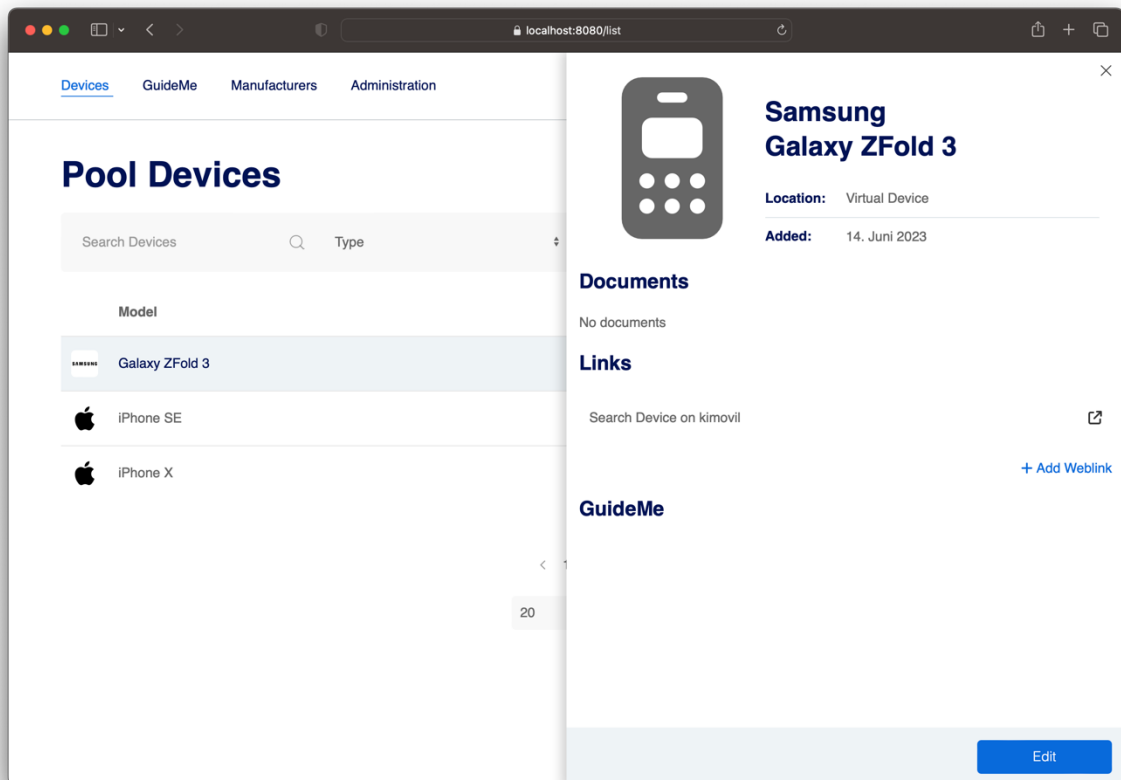 localhost:8080/list
Devices GuideMe Manufacturers Administration
Pool Devices
Search Devices Type
Model
SAMSUNG Galaxy ZFold 3
iPhone SE
iPhone X
1
20
Samsung
Galaxy ZFold 3
Location: Virtual Device
Added: 14. Juni 2023
Documents
No documents
Links
Search Device on kimovil
+ Add Weblink
GuideMe
Edit